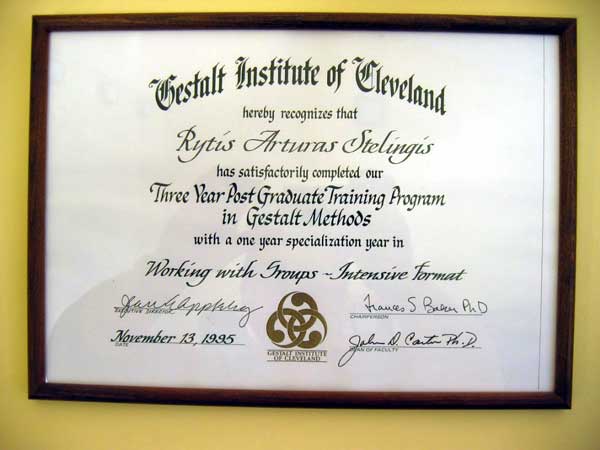 Gestalt Institute of Cleveland
hereby recognizes that
Rytis Arturas Stelingis
has satisfactorily completed our
Three Year Post Graduate Training Program
in Gestalt Methods
with a one year specialization year in
Working with Groups ~ Intensive Format
EXECUTIVE DIRECTOR
Frances S Baker PhD
CHAIRPERSON
November 13, 1995
DATE
GESTALT INSTITUTE
OF CLEVELAND
John D. Carter Ph.D.
DEAN OF FACULTY